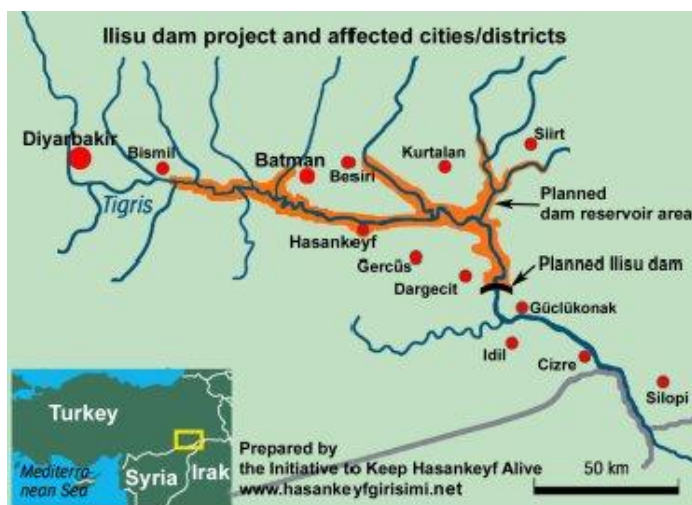 Ilisu dam project and affected cities/districts
Diyarbakir
Bismil
Batman
Besiri
Kurtalan
Siirt
Tigris
Planned
dam reservoir area
Hasankeyf
Gercüs
Dargecit
Planned Ilisu dam
Güclükonak
Idil
Cizre
Silopi
Turkey
Mediterra-
nean Sea
Syria
Irak
Prepared by
the Initiative to Keep Hasankeyf Alive
www.hasankeyfgirisimi.net
50 km